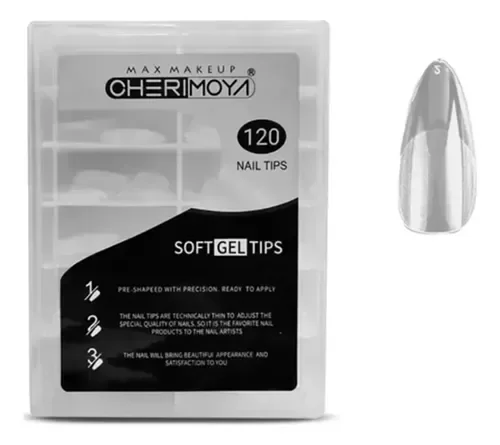 MAX MAKEUP
CHERIMOYA®
120
NAIL TIPS
SOFT GEL TIPS
1 PRE-SHAPEED WITH PRECISION. READY TO APPLY
2 THE NAIL TIPS ARE TECHNICALLY THIN TO ADJUST THE
SPECIAL QUALITY OF NAILS, SO IT IS THE FAVORITE NAIL
PRODUCTS TO THE NAIL ARTISTS
3 THE NAIL WILL BRING BEAUTIFUL APPEARANCE AND
SATISFACTION TO YOU
2